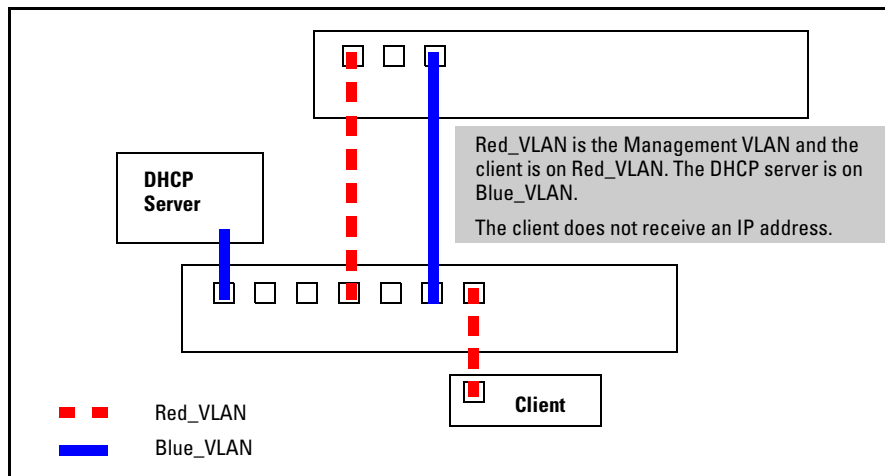 Red_VLAN is the Management VLAN and the
client is on Red_VLAN. The DHCP server is on
Blue_VLAN.
The client does not receive an IP address.
DHCP
Server
Client
Red_VLAN
Blue_VLAN